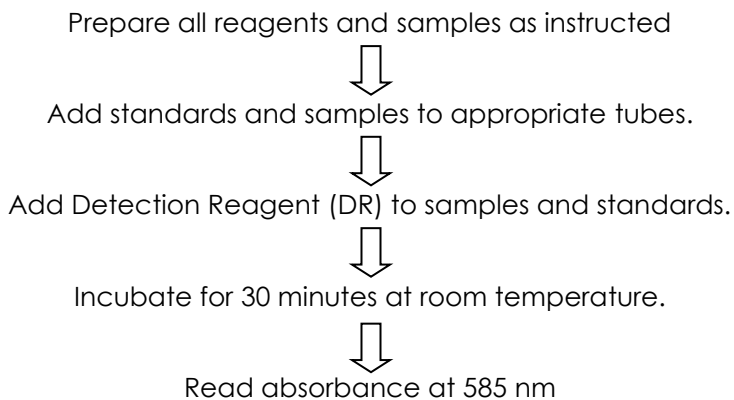 Prepare all reagents and samples as instructed
Add standards and samples to appropriate tubes.
Add Detection Reagent (DR) to samples and standards.
Incubate for 30 minutes at room temperature.
Read absorbance at 585 nm